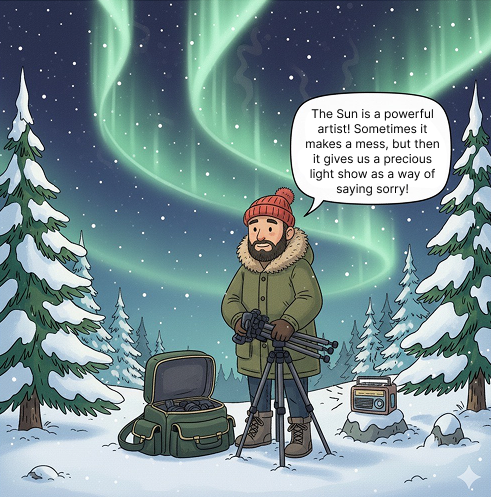 The Sun is a powerful
artist! Sometimes it
makes a mess, but then
it gives us a precious
light show as a way of
saying sorry!